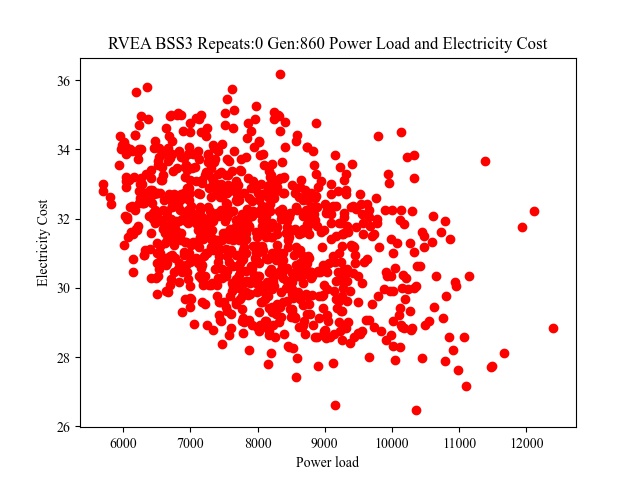 RVEA BSS3 Repeats:0 Gen:860 Power Load and Electricity Cost
36
34
32
30
28
26
Electricity Cost
6000 7000 8000 9000 10000 11000 12000
Power load